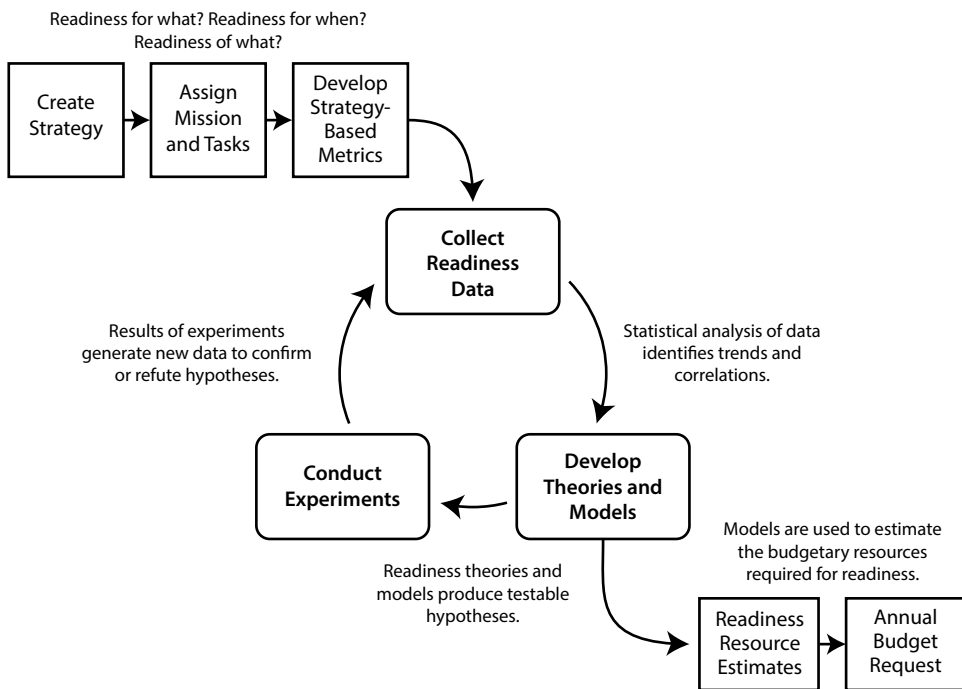 Readiness for what? Readiness for when?
Readiness of what?
Create
Strategy
Assign
Mission
and Tasks
Develop
Strategy-
Based
Metrics
Collect
Readiness
Data
Results of experiments
generate new data to confirm
or refute hypotheses.
Statistical analysis of data
identifies trends and
correlations.
Conduct
Experiments
Develop
Theories and
Models
Readiness theories and
models produce testable
hypotheses.
Models are used to estimate
the budgetary resources
required for readiness.
Readiness
Resource
Estimates
Annual
Budget
Request